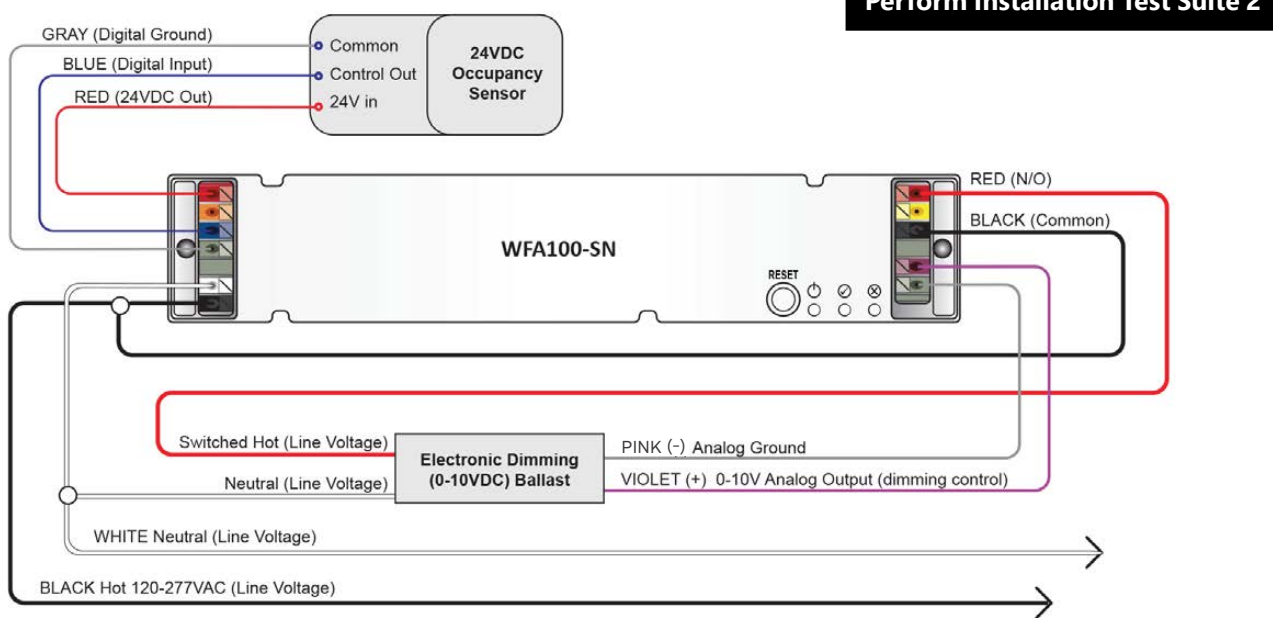 Perform Installation Test Suite 2
GRAY (Digital Ground)
BLUE (Digital Input)
RED (24VDC Out)
Common
Control Out
24V in
24VDC
Occupancy
Sensor
RED (N/O)
BLACK (Common)
WFA100-SN
RESET
Switched Hot (Line Voltage)
Neutral (Line Voltage)
Electronic Dimming
(0-10VDC) Ballast
PINK (-) Analog Ground
VIOLET (+) 0-10V Analog Output (dimming control)
WHITE Neutral (Line Voltage)
BLACK Hot 120-277VAC (Line Voltage)